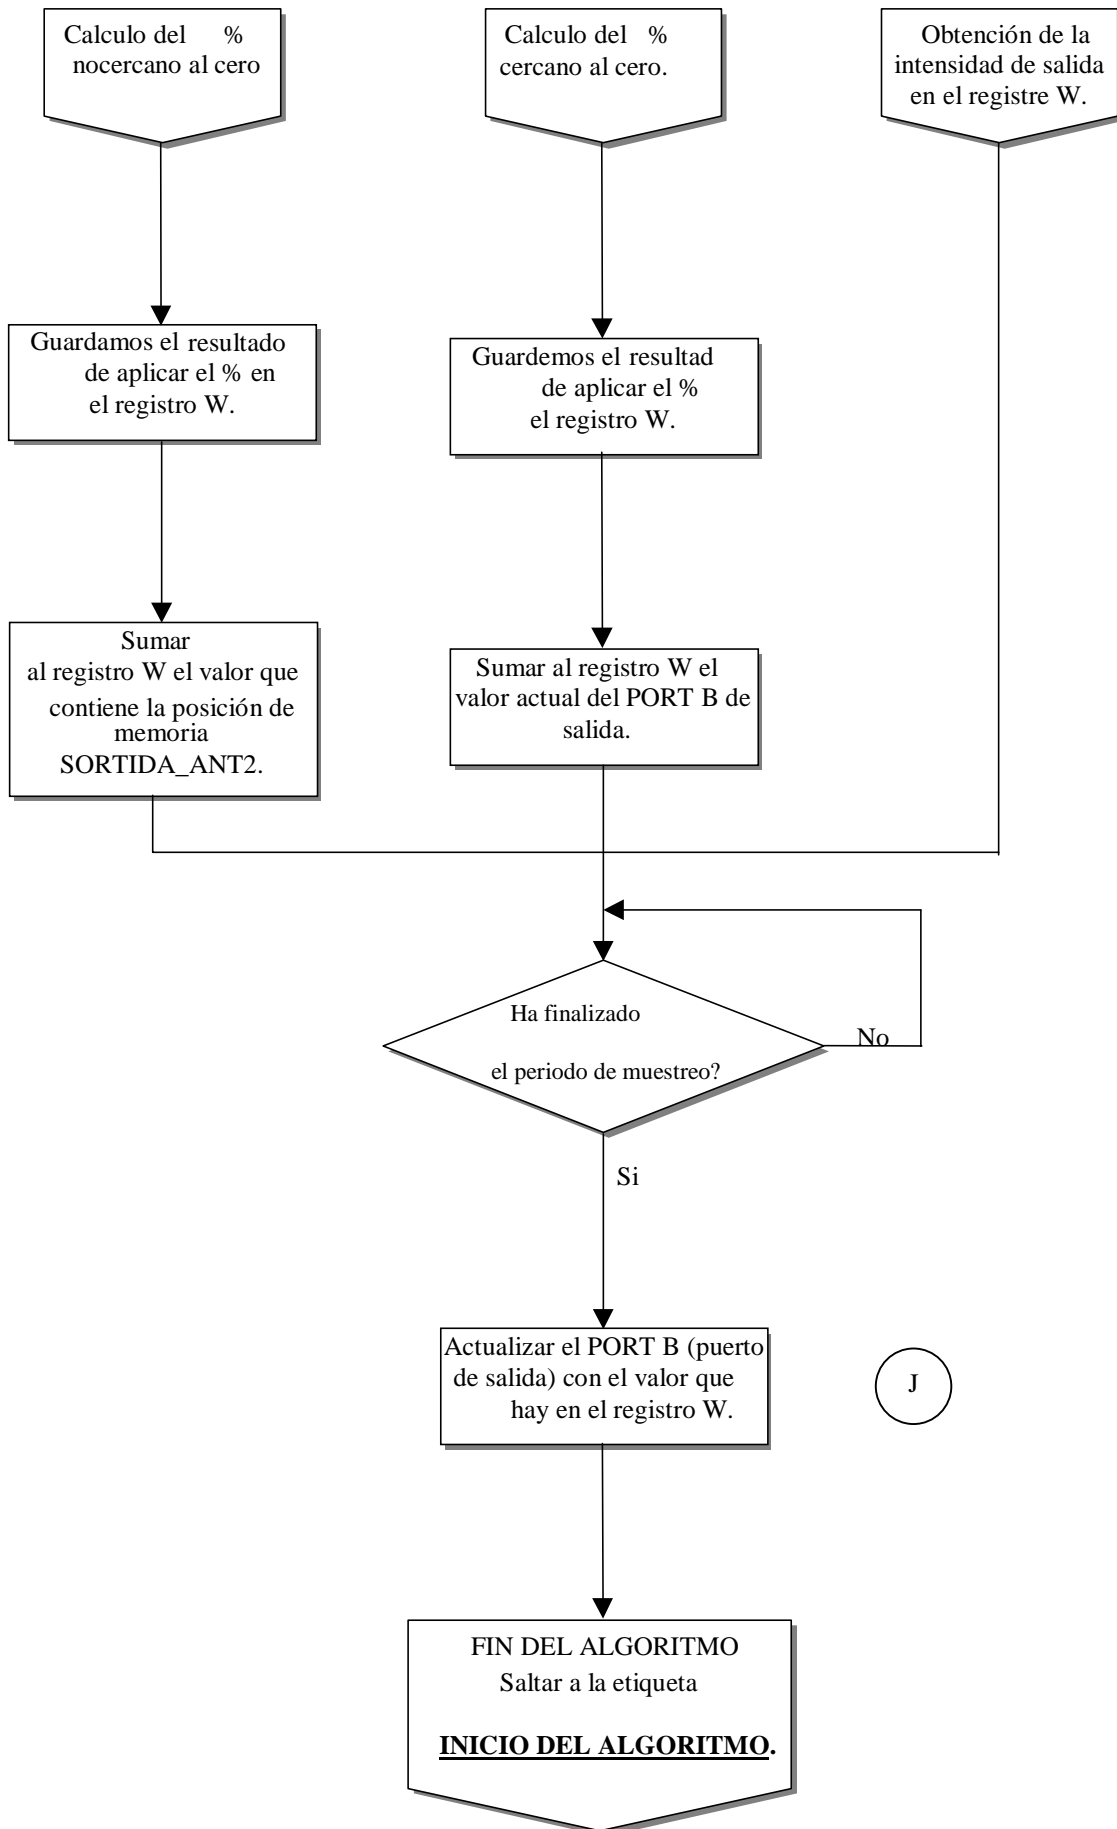 Calculo del %
nocercano al cero
Calculo del %
cercano al cero.
Obtención de la
intensidad de salida
en el registre W.
Guardamos el resultado
de aplicar el % en
el registro W.
Guardemos el resultad
de aplicar el %
el registro W.
Sumar
al registro W el valor que
contiene la posición de
memoria
SORTIDA_ANT2.
Sumar al registro W el
valor actual del PORT B de
salida.
Ha finalizado
el periodo de muestreo?
No
Si
Actualizar el PORT B (puerto
de salida) con el valor que
hay en el registro W.
J
FIN DEL ALGORITMO
Saltar a la etiqueta
INICIO DEL ALGORITMO.